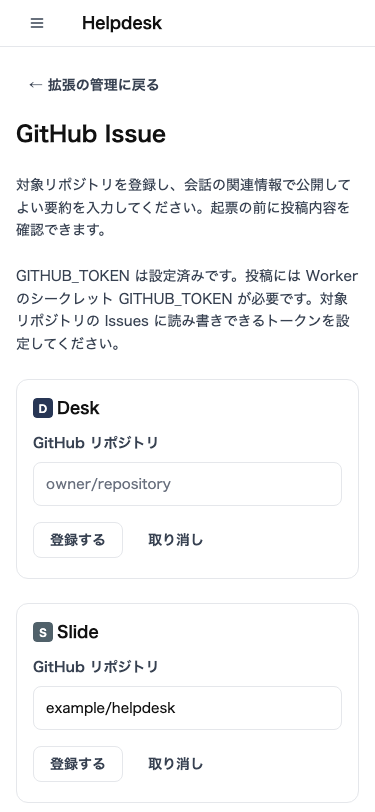 Helpdesk
← 拡張の管理に戻る
GitHub Issue
対象リポジトリを登録し、会話の関連情報で公開して
よい要約を入力してください。起票の前に投稿内容を
確認できます。
GITHUB_TOKEN は設定済みです。投稿には Worker
のシークレット GITHUB_TOKEN が必要です。対象
リポジトリの Issues に読み書きできるトークンを設
定してください。
D Desk
GitHub リポジトリ
owner/repository
登録する 取り消し
S Slide
GitHub リポジトリ
example/helpdesk
登録する 取り消し